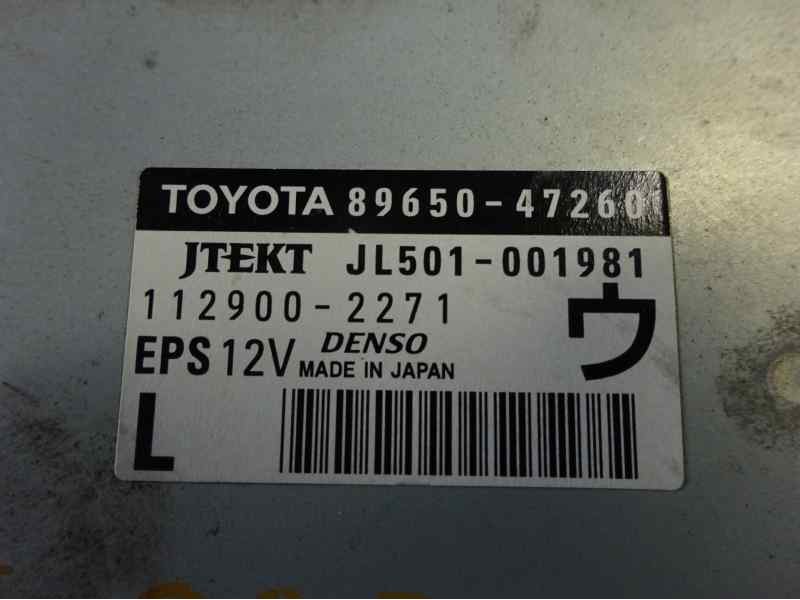 TOYOTA 89650-47260
JTEKT JL501-001981
112900-2271
ウ
EPS 12V DENSO
MADE IN JAPAN
L